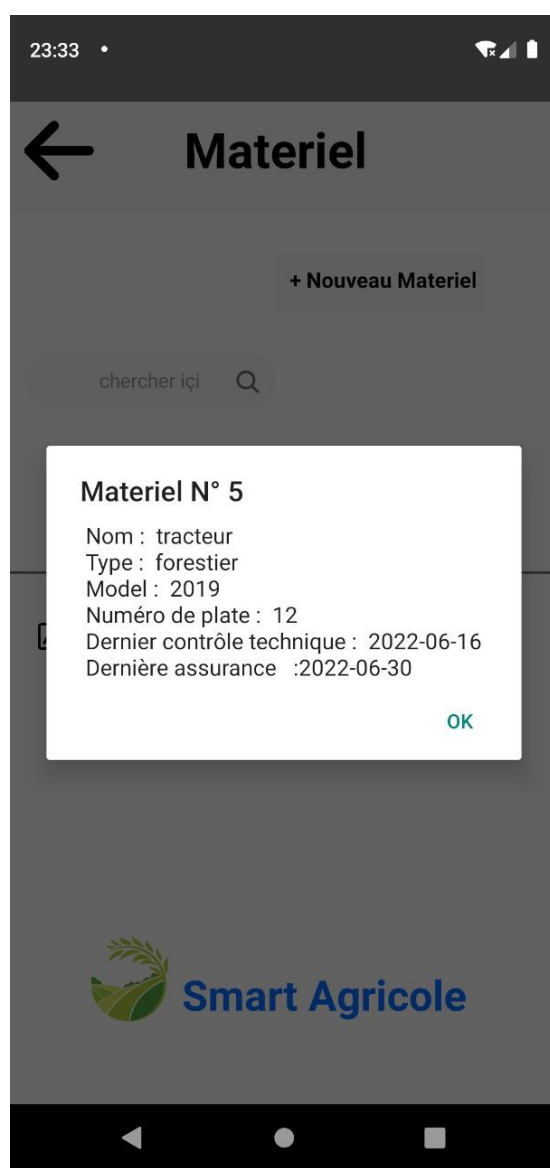 23:33
Materiel
+ Nouveau Materiel
chercher içi
Materiel N° 5
Nom : tracteur
Type : forestier
Model : 2019
Numéro de plate : 12
Dernier contrôle technique : 2022-06-16
Dernière assurance :2022-06-30
OK
Smart Agricole